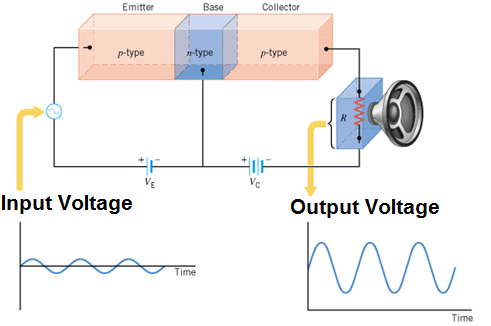 Emitter Base Collector
p-type n-type p-type
R
+ − + −
VE VC
Input Voltage Output Voltage
Time
Time